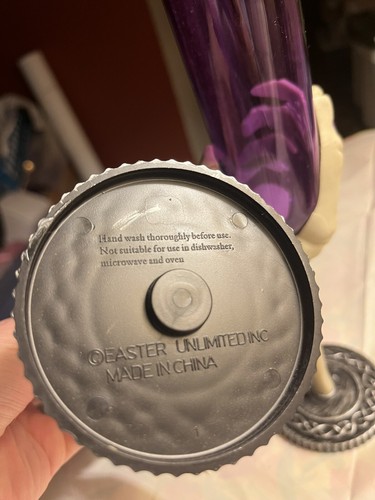 Hand wash thoroughly before use.
Not suitable for use in dishwasher,
microwave and oven
©EASTER UNLIMITED INC
MADE IN CHINA
1